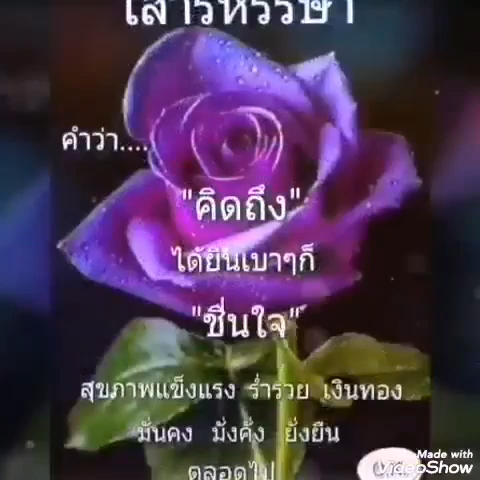 เสาร์หรรษา
คำว่า....
"คิดถึง"
ได้ยินเบาๆก็
"ชื่นใจ"
สุขภาพแข็งแรง ร่ำรวย เงินทอง
มั่นคง มั่งคั่ง ยั่งยืน
ตลอดไป
Made with
VideoShow